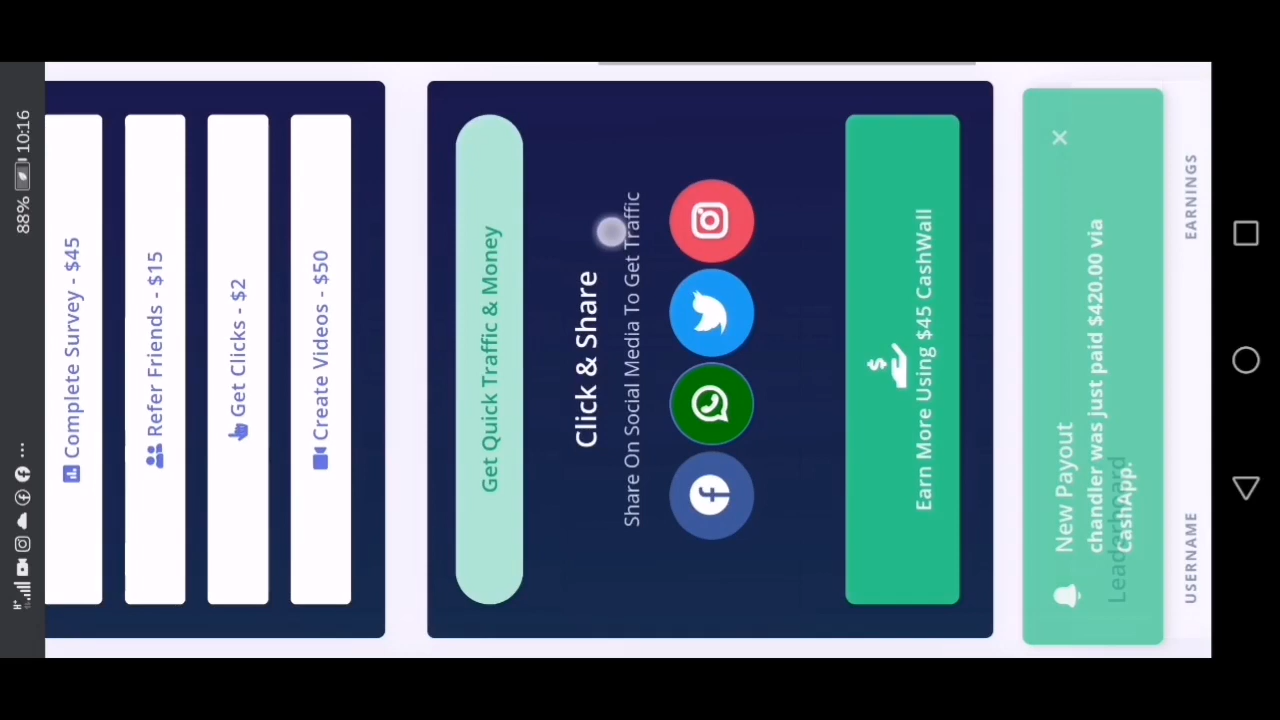 88%
10:16
H+
Complete Survey - $45
Refer Friends - $15
Get Clicks - $2
Create Videos - $50
Get Quick Traffic & Money
Click & Share
Share On Social Media To Get Traffic
Earn More Using $45 CashWall
New Payout
chandler was just paid $420.00 via
CashApp.
Leaderboard
USERNAME
EARNINGS